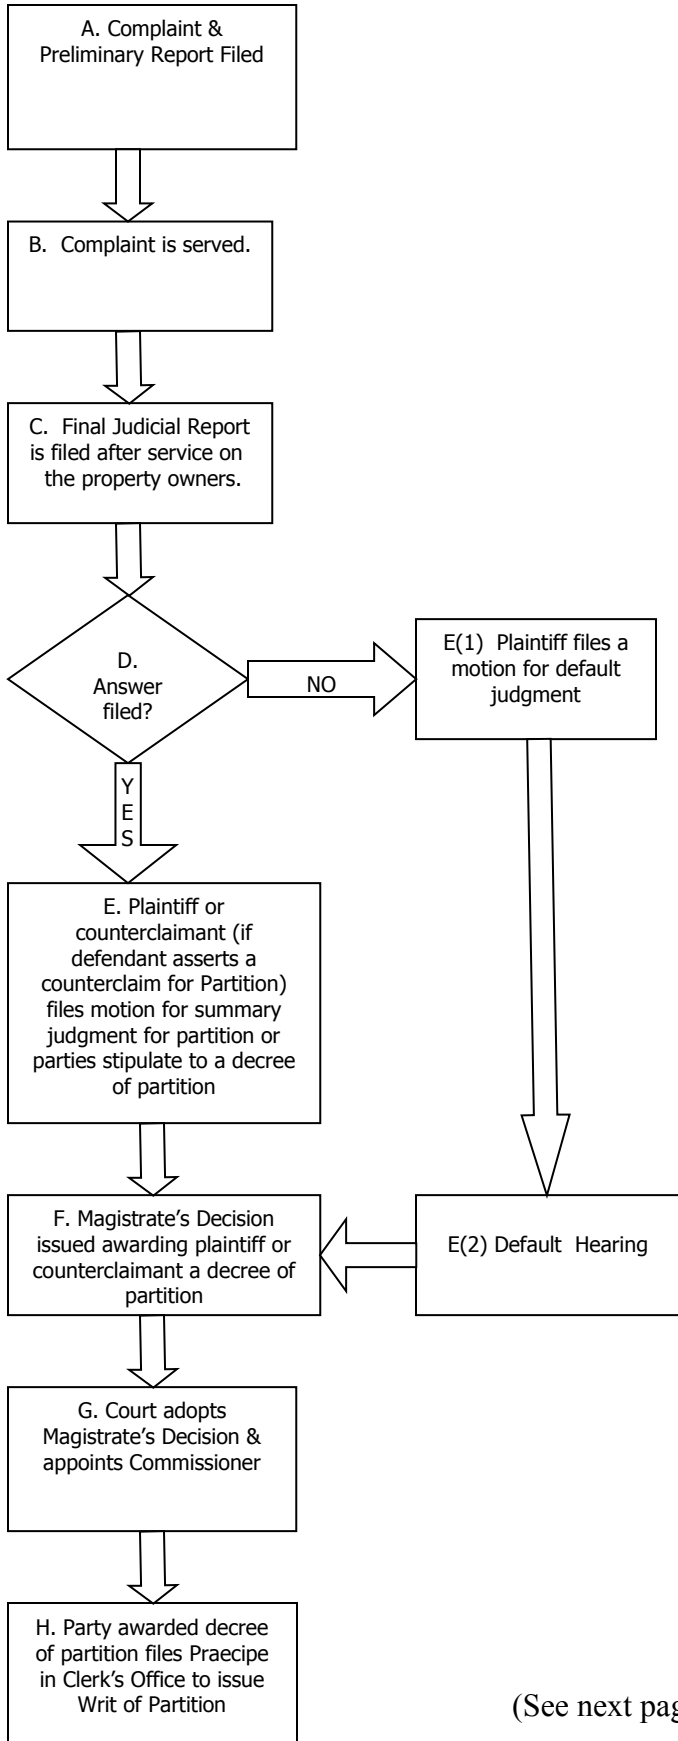 A. Complaint &
Preliminary Report Filed
B. Complaint is served.
C. Final Judicial Report
is filed after service on
the property owners.
D.
Answer
filed?
NO
E(1) Plaintiff files a
motion for default
judgment
Y
E
S
E. Plaintiff or
counterclaimant (if
defendant asserts a
counterclaim for Partition)
files motion for summary
judgment for partition or
parties stipulate to a decree
of partition
F. Magistrate’s Decision
issued awarding plaintiff or
counterclaimant a decree of
partition
E(2) Default Hearing
G. Court adopts
Magistrate’s Decision &
appoints Commissioner
H. Party awarded decree
of partition files Praecipe
in Clerk’s Office to issue
Writ of Partition
(See next pag